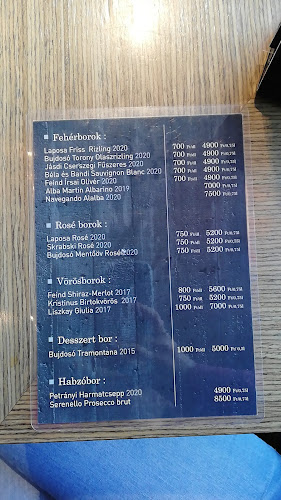 Fehérborok :
Laposa Friss Rizling 2020 700 Ft/dl 4900 Ft/0,75l
Bujdosó Torony Olaszrizling 2020 700 Ft/dl 4900 Ft/0,75l
Jásdi Cserszegi Fűszeres 2020 700 Ft/dl 4900 Ft/0,75l
Béla és Bandi Sauvignon Blanc 2020 700 Ft/dl 4900 Ft/0,75l
Feind Irsai Olivér 2020 700 Ft/dl 4900 Ft/0,75l
Alba Martin Albarino 2019 7000 Ft/0,75l
Navegando Alalba 2020 7500 Ft/0,75l
Rosé borok :
Laposa Rosé 2020 750 Ft/dl 5200 Ft/0,75l
Skrabski Rosé 2020 750 Ft/dl 5200 Ft/0,75l
Bujdosó Mentőöv Rosé 2020 750 Ft/dl 5200 Ft/0,75l
Vörösborok :
Feind Shiraz-Merlot 2017 800 Ft/dl 5600 Ft/0,75l
Kristinus Birtokvörös 2017 750 Ft/dl 5200 Ft/0,75l
Liszkay Giulia 2017 1000 Ft/dl 7000 Ft/0,75l
Desszert bor :
Bujdosó Tramontana 2015 1000 Ft/dl 5000
Habzóbor :
Petrányi Harmatcsepp 2020 4900 Ft/0,75l
Serenello Prosecco brut 8500 Ft/0,75l